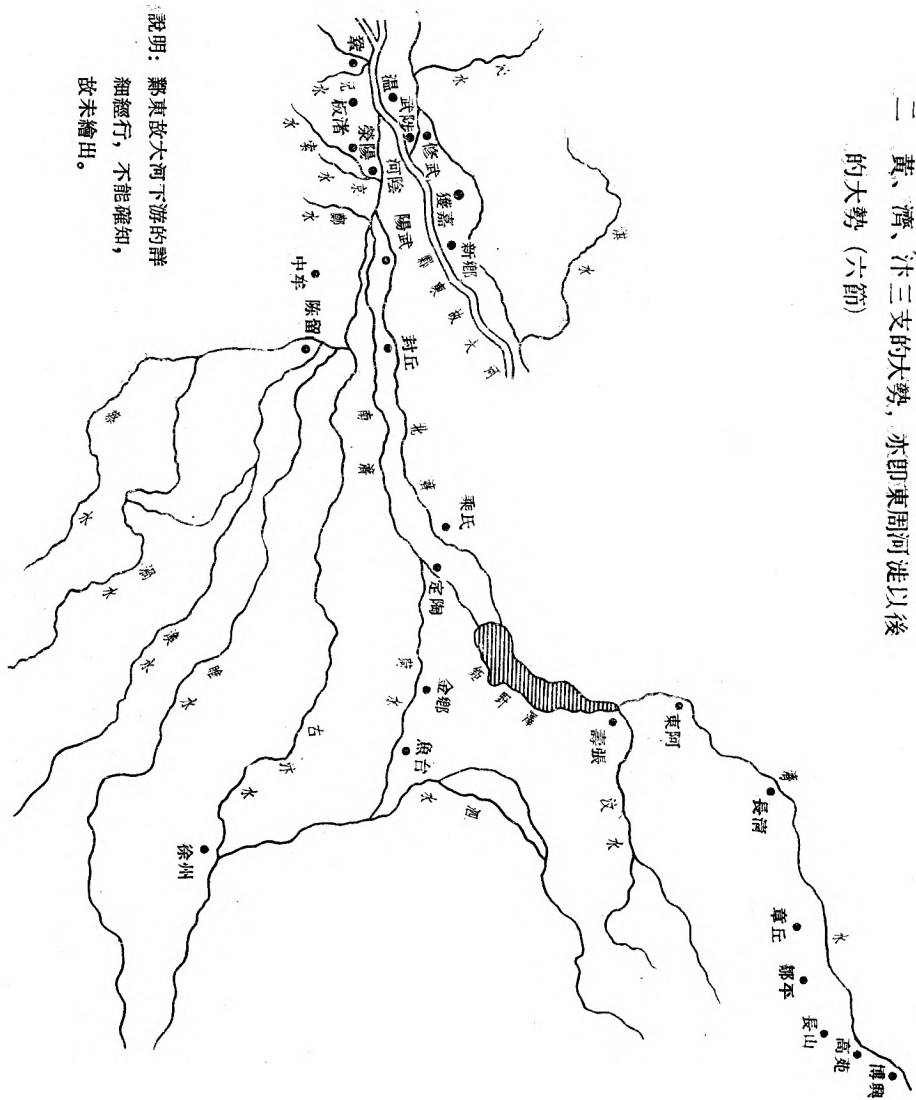 三　黃、濟、汴三支的大勢，亦即東周河徙以後
的大勢（六節）
沁
水
淇
水
鞏
溫
武陟
修武
獲嘉
新鄉
汜
水
板渚
滎陽
河陰
索
水
京
鄭
水
陽武
鄴東故大河
中牟
陳留
封丘
南
濟
北
濟
乘氏
定陶
菏
水
金鄉
魚台
鉅野澤
壽張
東阿
汶
水
濟
水
長清
章丘
鄒平
長山
高苑
博興
泗
水
古
汴
水
徐州
睢
水
渙
水
渦
水
蔡
水
說明：鄴東故大河下游的詳
細經行，不能確知，
故未繪出。